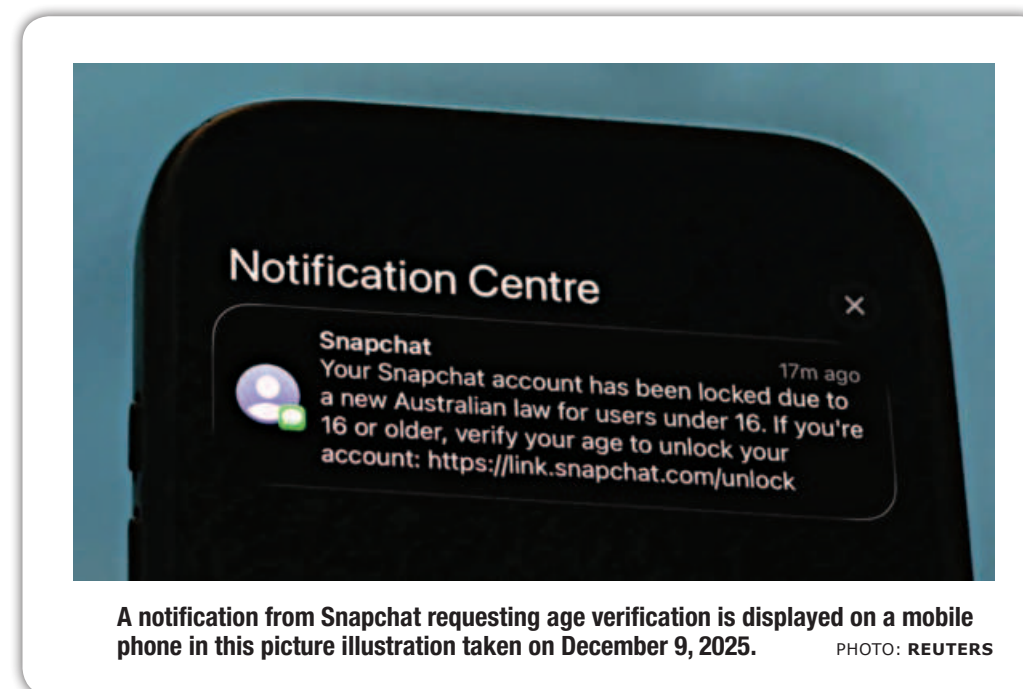 Notification Centre
Snapchat
17m ago
Your Snapchat account has been locked due to
a new Australian law for users under 16. If you're
16 or older, verify your age to unlock your
account: https://link.snapchat.com/unlock
A notification from Snapchat requesting age verification is displayed on a mobile
phone in this picture illustration taken on December 9, 2025.
PHOTO: REUTERS